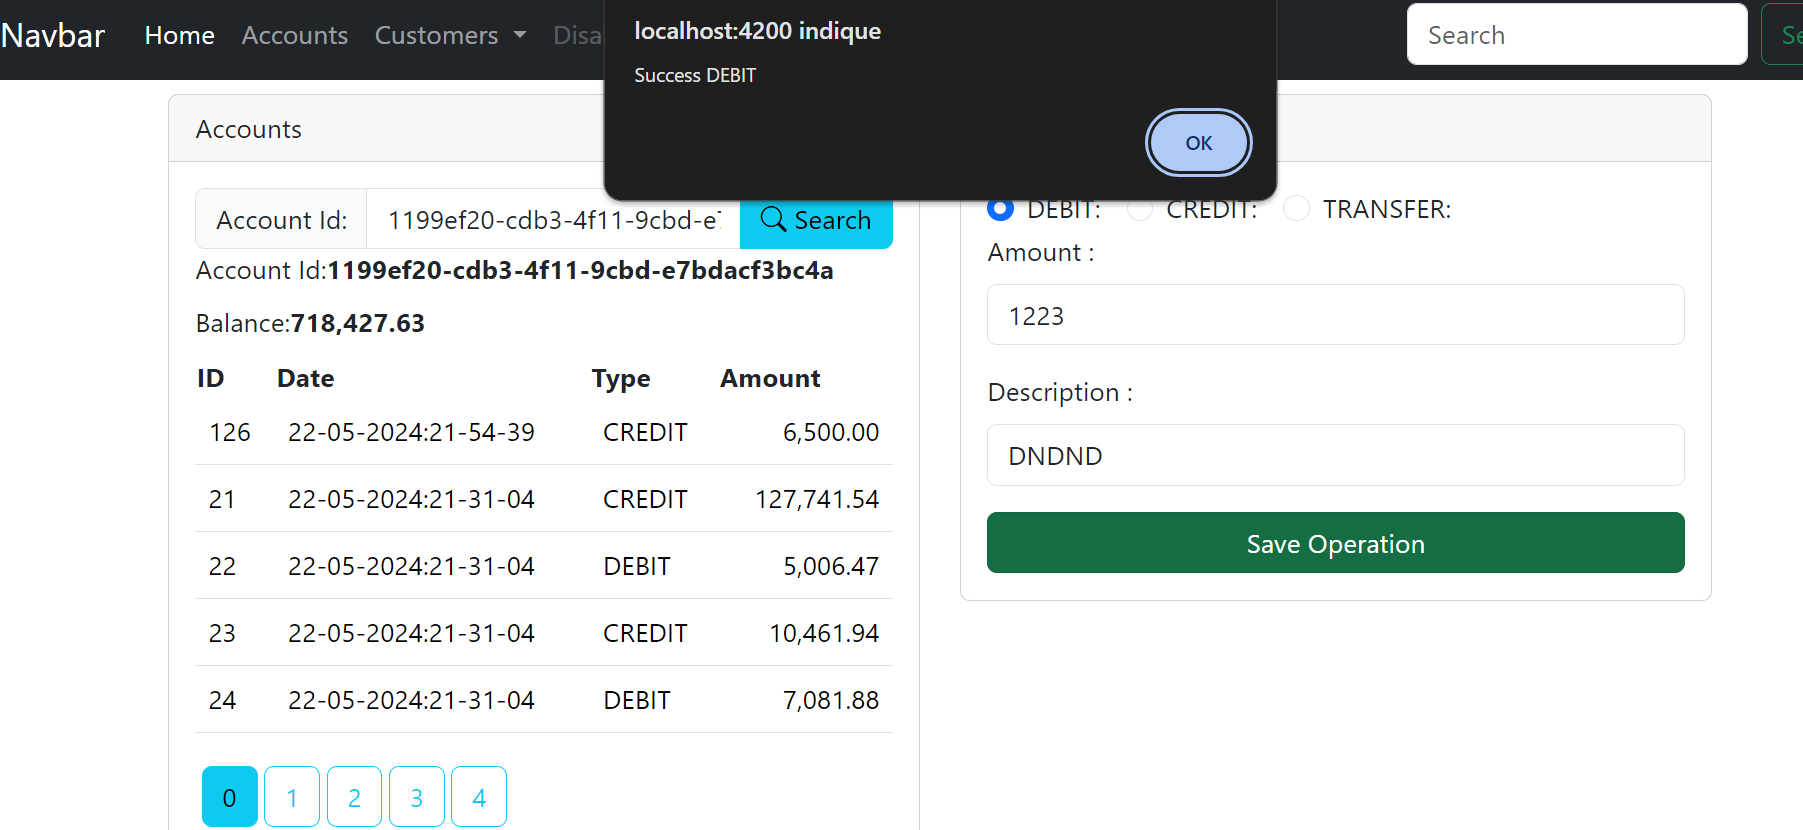 Navbar Home Accounts Customers Disa
localhost:4200 indique
Success DEBIT
OK
Search
Se
Accounts
Account Id: 1199ef20-cdb3-4f11-9cbd-e7 Search
Account Id:1199ef20-cdb3-4f11-9cbd-e7bdacf3bc4a
Balance:718,427.63
ID Date Type Amount
126 22-05-2024:21-54-39 CREDIT 6,500.00
21 22-05-2024:21-31-04 CREDIT 127,741.54
22 22-05-2024:21-31-04 DEBIT 5,006.47
23 22-05-2024:21-31-04 CREDIT 10,461.94
24 22-05-2024:21-31-04 DEBIT 7,081.88
0 1 2 3 4
DEBIT: CREDIT: TRANSFER:
Amount :
1223
Description :
DNDND
Save Operation